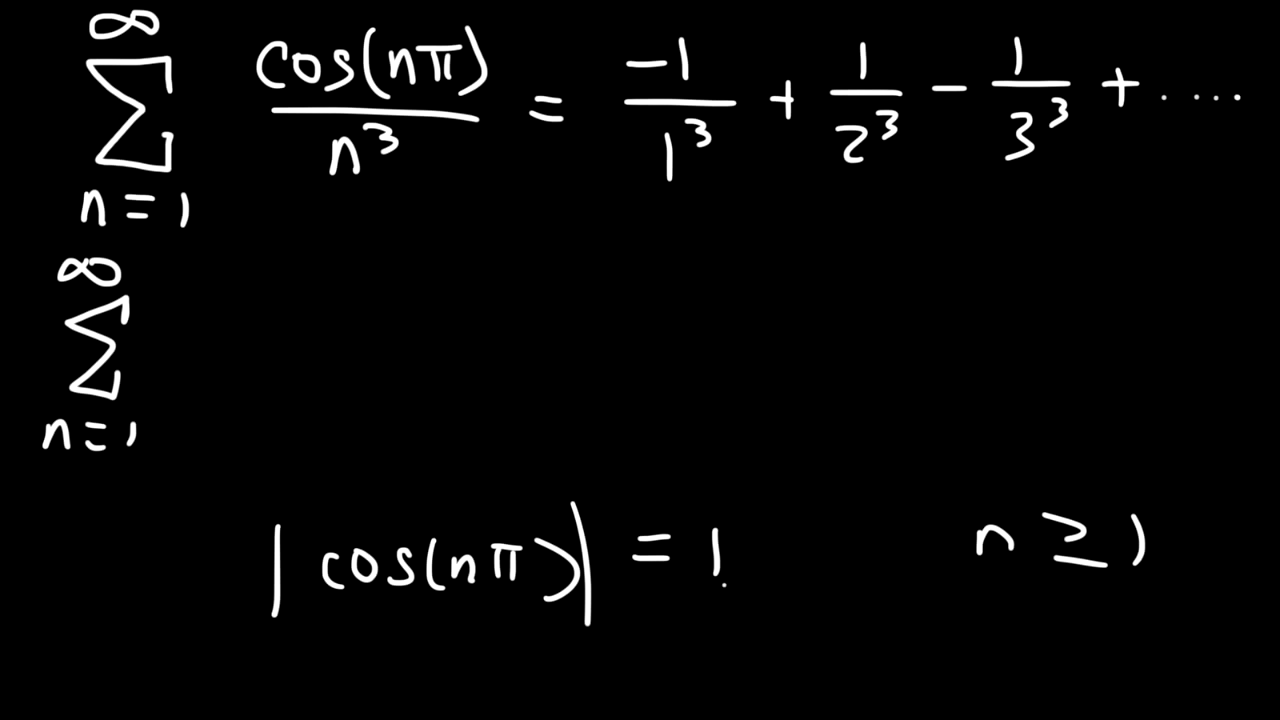 ∞
∑ cos(nπ)/n³ = -1/1³ + 1/2³ - 1/3³ + .....
n = 1
∞
∑
n = 1
|cos(nπ)| = 1. n ≥ 1